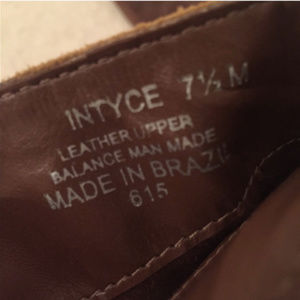 INTYCE 7½ M
LEATHER UPPER
BALANCE MAN MADE
MADE IN BRAZIL
615